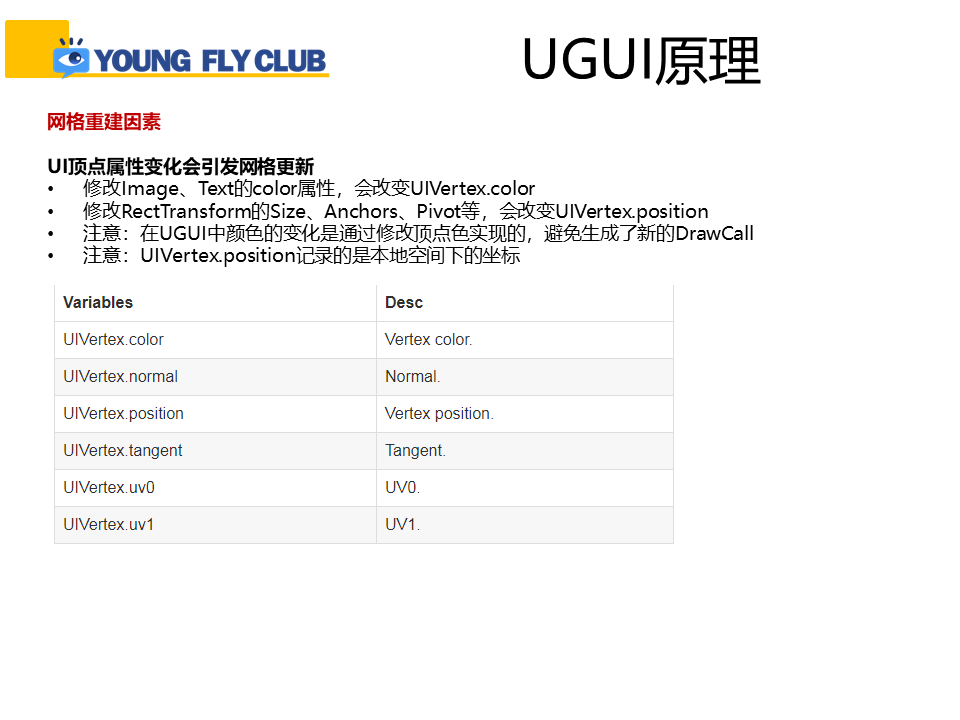 YOUNG FLY CLUB
UGUI原理
网格重建因素
UI顶点属性变化会引发网格更新
• 修改Image、Text的color属性，会改变UIVertex.color
• 修改RectTransform的Size、Anchors、Pivot等，会改变UIVertex.position
• 注意：在UGUI中颜色的变化是通过修改顶点色实现的，避免生成了新的DrawCall
• 注意：UIVertex.position记录的是本地空间下的坐标
Variables Desc
UIVertex.color Vertex color.
UIVertex.normal Normal.
UIVertex.position Vertex position.
UIVertex.tangent Tangent.
UIVertex.uv0 UV0.
UIVertex.uv1 UV1.